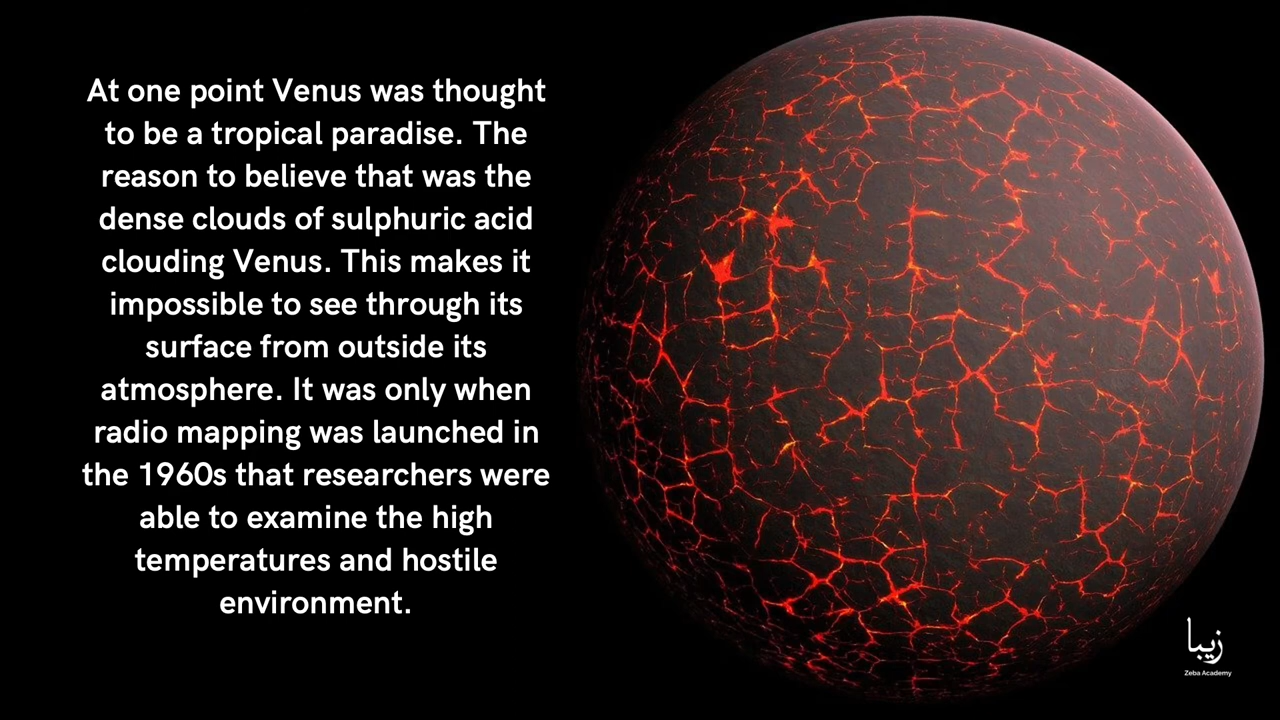 At one point Venus was thought
to be a tropical paradise. The
reason to believe that was the
dense clouds of sulphuric acid
clouding Venus. This makes it
impossible to see through its
surface from outside its
atmosphere. It was only when
radio mapping was launched in
the 1960s that researchers were
able to examine the high
temperatures and hostile
environment.
زيبا
Zeba Academy